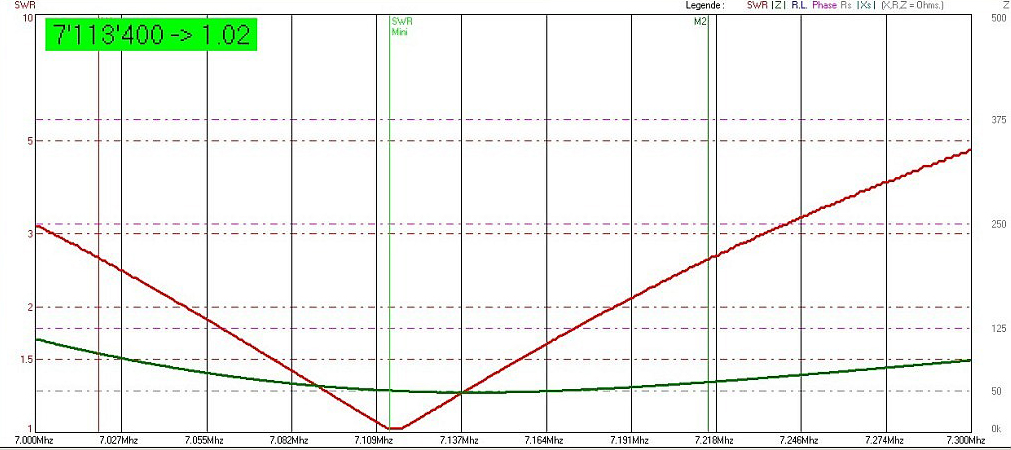 SWR Legende : SWR |Z| R.L. Phase Rs |Xs| (X,R,Z = Ohms.) Z
10 7'113'400 -> 1.02 SWR M2 500
Mini
375
5
3 250
2
125
1.5
50
1 0k
7.000Mhz 7.027Mhz 7.055Mhz 7.082Mhz 7.109Mhz 7.137Mhz 7.164Mhz 7.191Mhz 7.218Mhz 7.246Mhz 7.274Mhz 7.300Mhz